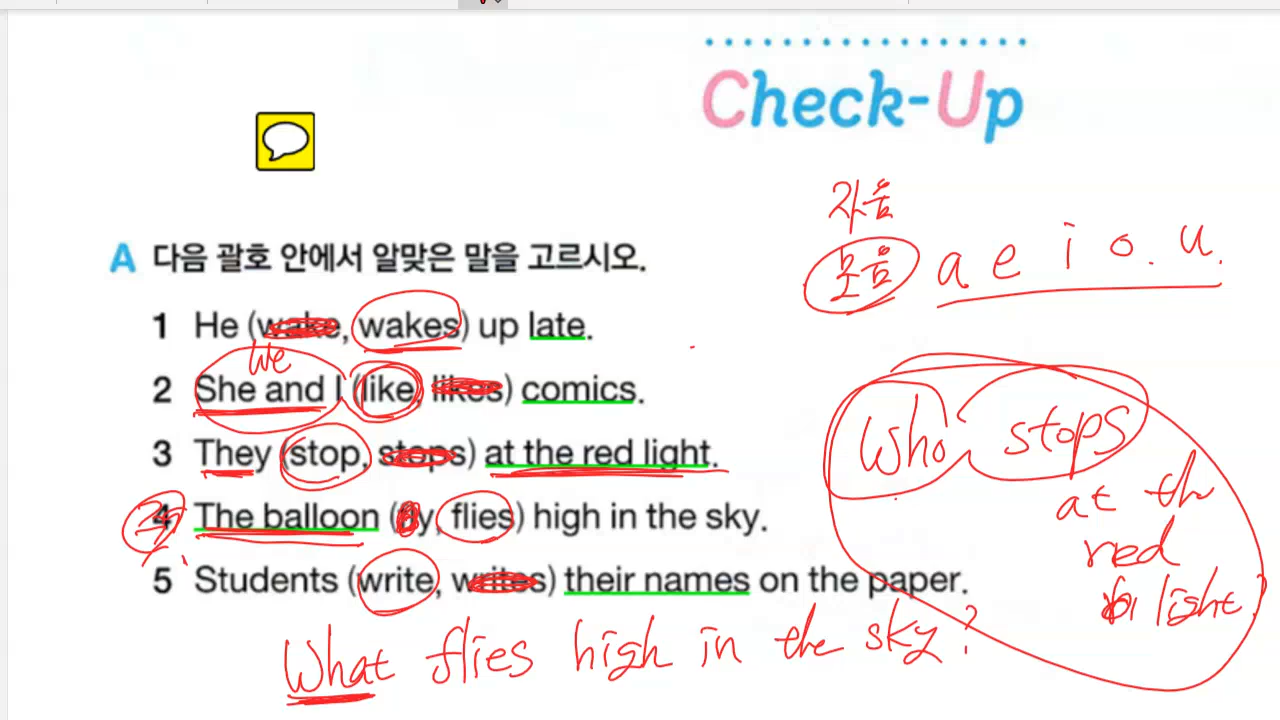 Check-Up
자음
모음 a e i o. u.
A 다음 괄호 안에서 알맞은 말을 고르시오.
1 He (wake, wakes) up late.
We
2 She and I (like, likes) comics.
3 They (stop, stops) at the red light.
4 The balloon (fly, flies) high in the sky.
5 Students (write, writes) their names on the paper.
Who stops
at the
red
light?
What flies high in the sky?